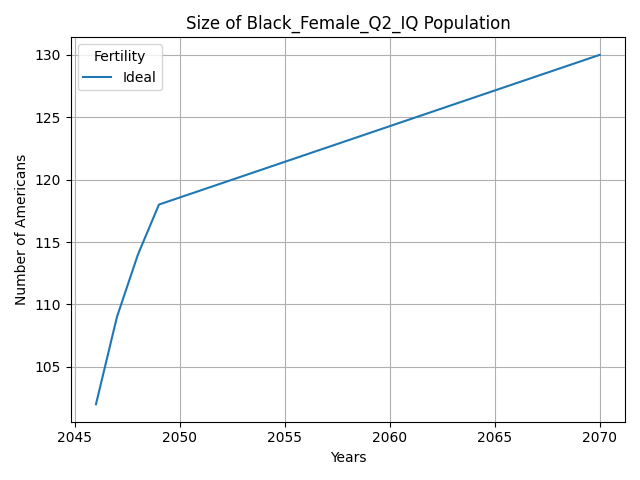 Size of Black_Female_Q2_IQ Population
Fertility
Ideal
Number of Americans
130
125
120
115
110
105
2045 2050 2055 2060 2065 2070
Years